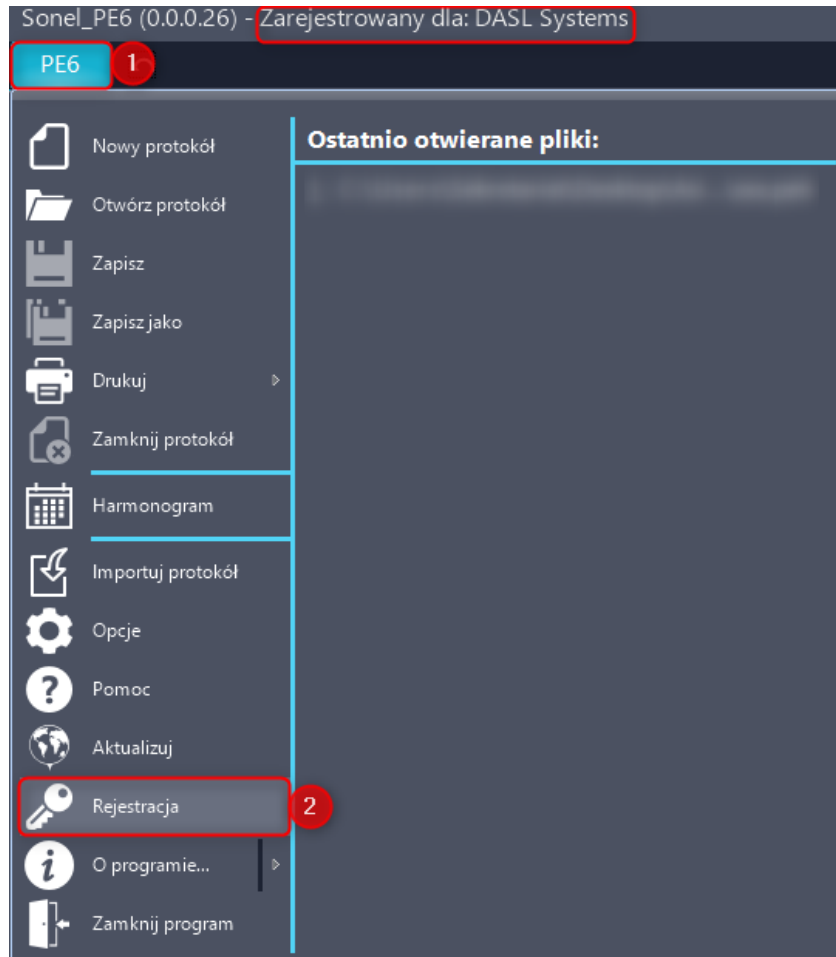 Sonel_PE6 (0.0.0.26) - Zarejestrowany dla: DASL Systems
PE6 1
Ostatnio otwierane pliki:
Nowy protokół
Otwórz protokół
Zapisz
Zapisz jako
Drukuj
Zamknij protokół
Harmonogram
Importuj protokół
Opcje
Pomoc
Aktualizuj
Rejestracja 2
O programie...
Zamknij program